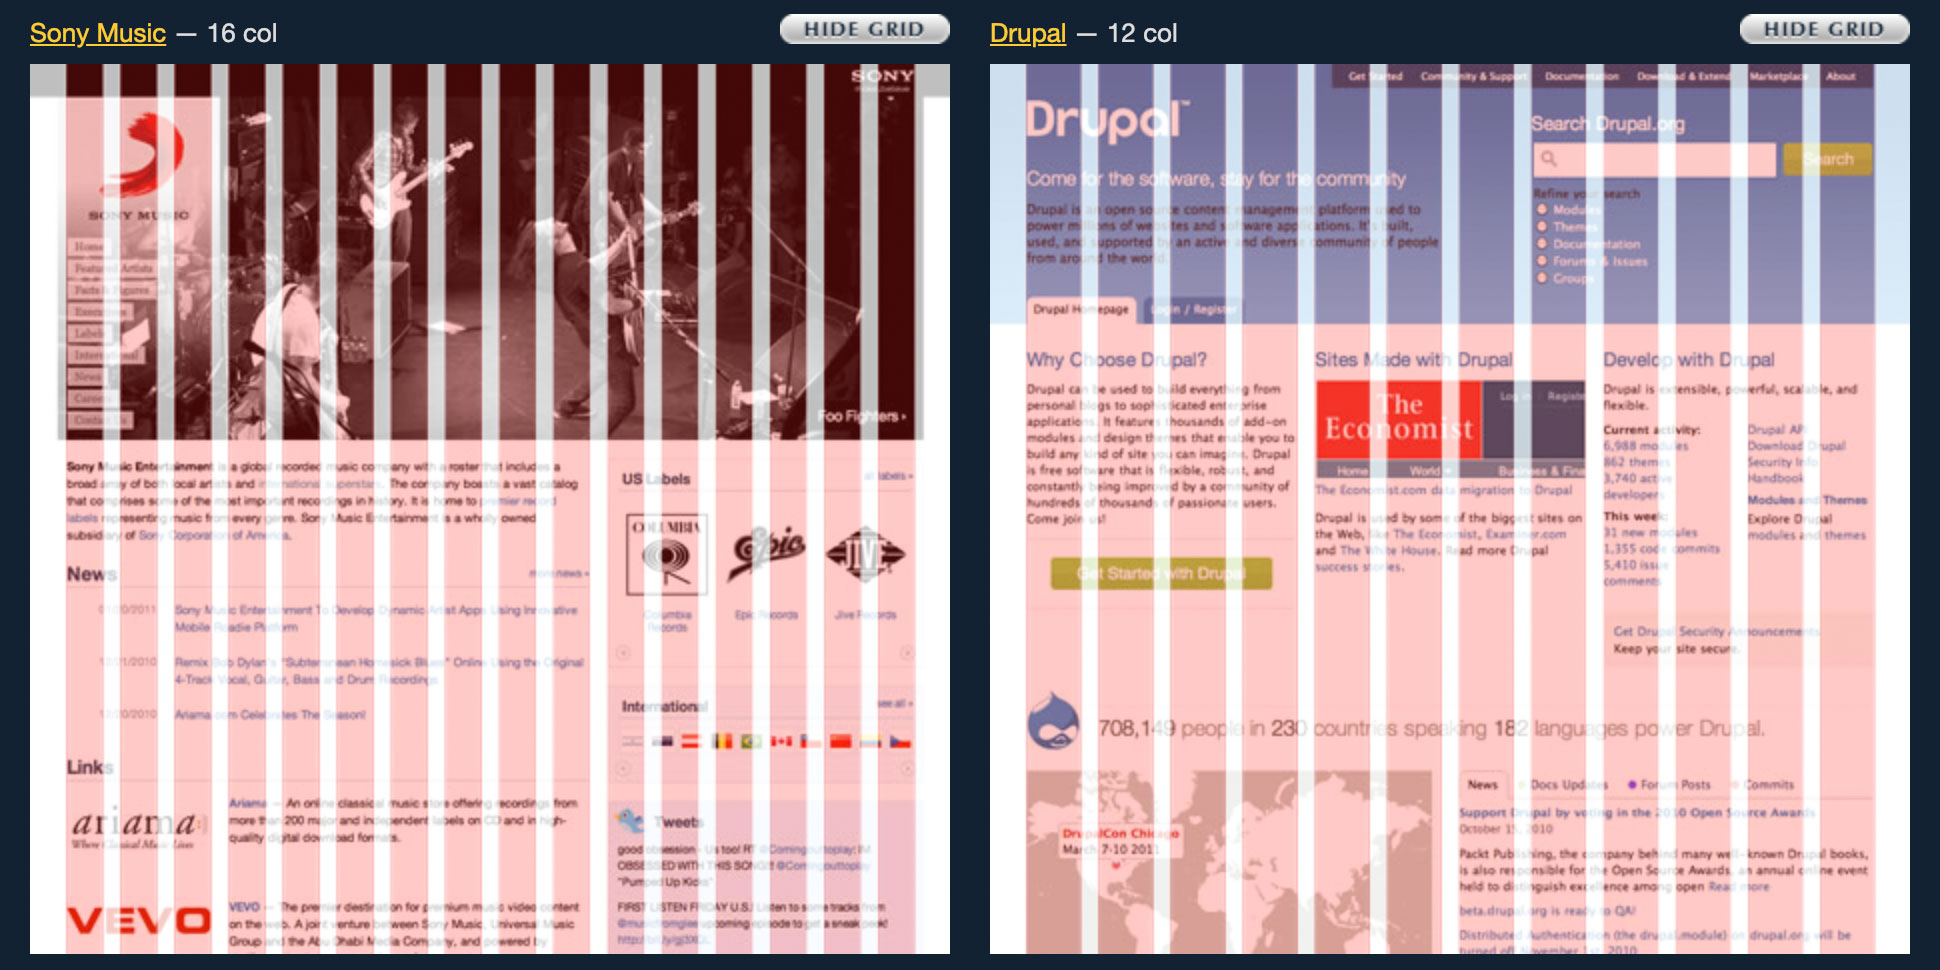 Sony Music — 16 col
HIDE GRID
SONY
make.believe
SONY MUSIC
Home
Featured Artists
Facts & Figures
Executives
Labels
International
News
Careers
Contact Us
Foo Fighters ›
Sony Music Entertainment is a global recorded music company with a roster that includes a
broad array of both local artists and international superstars. The company boasts a vast catalog
that comprises some of the most important recordings in history. It is home to premier record
labels representing music from every genre. Sony Music Entertainment is a wholly owned
subsidiary of Sony Corporation of America.
News
more news »
01/20/2011
Sony Music Entertainment To Develop Dynamic Artist Apps Using Innovative
Mobile Roadie Platform
12/21/2010
Remix Bob Dylan's "Subterranean Homesick Blues" Online Using the Original
4-Track Vocal, Guitar, Bass and Drum Recordings
12/20/2010
Ariama.com Celebrates The Season!
Links
ariama
Where Classical Music Lives
Ariama — An online classical music store offering recordings from
more than 200 major and independent labels on CD and in high-
quality digital download formats.
VEVO
VEVO — The premier destination for premium music video content
on the web. A joint venture between Sony Music, Universal Music
Group and the Abu Dhabi Media Company, and powered by
US Labels
all labels »
COLUMBIA
Epic
JIVE
Columbia
Records
Epic Records
Jive Records
International
see all »
Tweets
good obsession - Us too! RT @Comingouttoplay: IM
OBSESSED WITH THIS SONG!! @Comingouttoplay
"Pumped Up Kicks"
FIRST LISTEN FRIDAY U.S.! Listen to some tracks from
@musicfromglee upcoming episode to get a sneak peek!
Drupal — 12 col
HIDE GRID
Get Started
Community & Support
Documentation
Download & Extend
Marketplace
About
Drupal™
Come for the software, stay for the community
Drupal is an open source content management platform used to
power millions of websites and software applications. It's built,
used, and supported by an active and diverse community of people
from around the world.
Search Drupal.org
Search
Refine your search
Modules
Themes
Documentation
Forums & Issues
Groups
Drupal Homepage
Login / Register
Why Choose Drupal?
Drupal can be used to build everything from
personal blogs to sophisticated enterprise
applications. It features thousands of add-on
modules and design themes that enable you to
build any kind of site you can imagine. Drupal
is free software that is flexible, robust, and
constantly being improved by a community of
hundreds of thousands of passionate users.
Come join us!
Get Started with Drupal
Sites Made with Drupal
The
Economist
Log in
Registe
Home
World
Business & Fina
The Economist.com data migration to Drupal
Drupal is used by some of the biggest sites on
the Web, like The Economist, Examiner.com
and The White House. Read more Drupal
success stories.
Develop with Drupal
Drupal is extensible, powerful, scalable, and
flexible.
Current activity:
6,988 modules
862 themes
3,740 active
developers
This week:
31 new modules
1,355 code commits
5,410 issue
comments
Drupal API
Download Drupal
Security Info
Handbook
Modules and Themes
Explore Drupal
modules and themes
Get Drupal Security Announcements
Keep your site secure.
708,149 people in 230 countries speaking 182 languages power Drupal.
DrupalCon Chicago
March 7-10 2011
News
Docs Updates
Forum Posts
Commits
Support Drupal by voting in the 2010 Open Source Awards
October 15, 2010
Packt Publishing, the company behind many well-known Drupal books,
is also responsible for the Open Source Awards, an annual online event
held to distinguish excellence among open Read more
beta.drupal.org is ready to QA!
Distributed Authentication (the drupal.module) on drupal.org will be
turned off November 1st, 2010